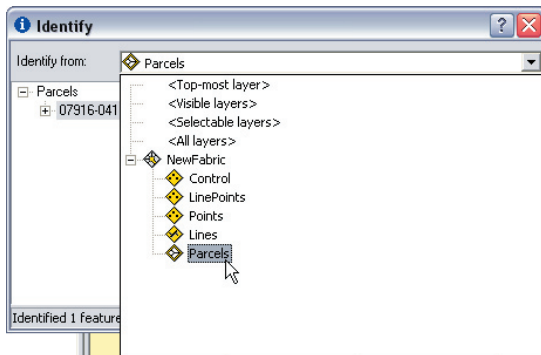 Identify
Identify from: Parcels
Parcels
07916-041
<Top-most layer>
<Visible layers>
<Selectable layers>
<All layers>
NewFabric
Control
LinePoints
Points
Lines
Parcels
Identified 1 feature